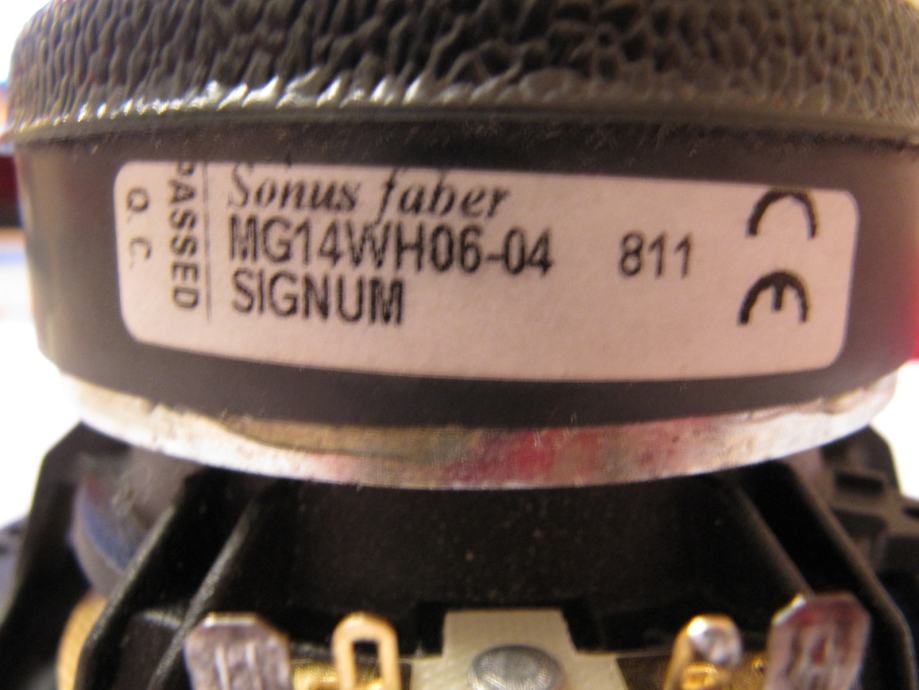 Q.C.
PASSED
Sonus faber
MG14WH06-04 811
SIGNUM
CE